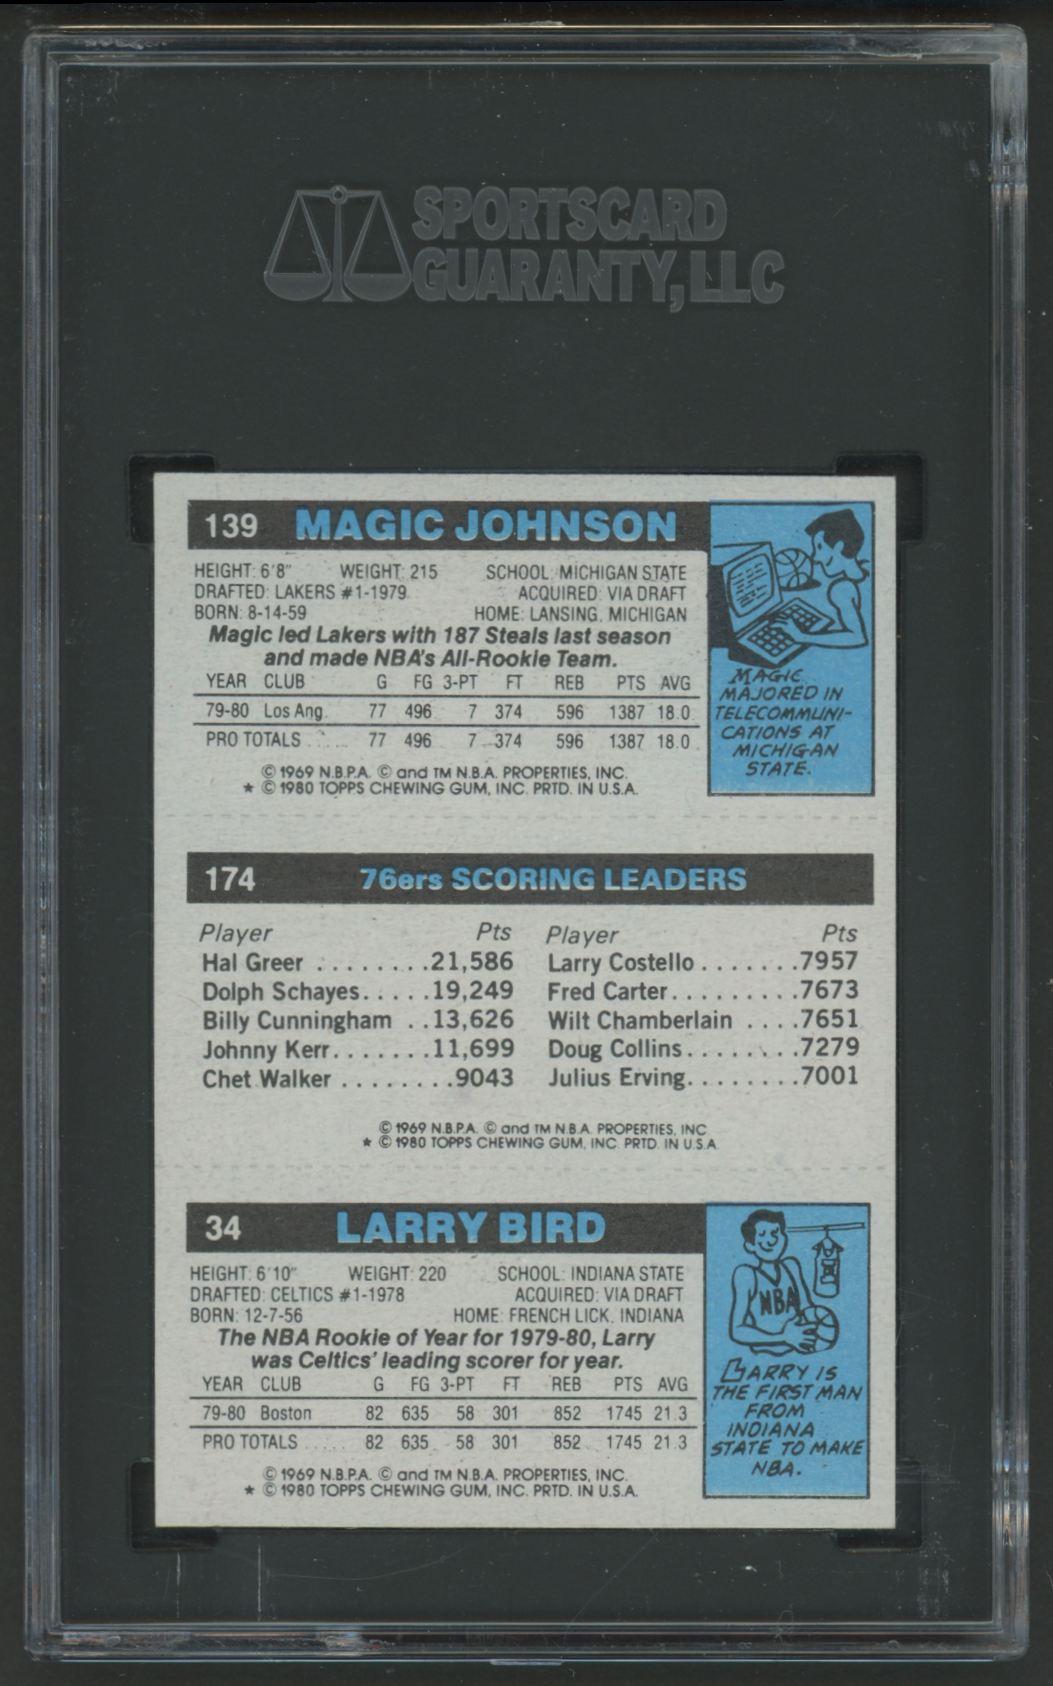 SPORTSCARD
GUARANTY, LLC
139 MAGIC JOHNSON
HEIGHT: 6'8" WEIGHT: 215 SCHOOL: MICHIGAN STATE
DRAFTED: LAKERS #1-1979 ACQUIRED: VIA DRAFT
BORN: 8-14-59 HOME: LANSING, MICHIGAN
Magic led Lakers with 187 Steals last season
and made NBA's All-Rookie Team.
YEAR CLUB G FG 3-PT FT REB PTS AVG
79-80 Los Ang. 77 496 7 374 596 1387 18.0
PRO TOTALS ..... 77 496 7 374 596 1387 18.0
© 1969 N.B.P.A. © and TM N.B.A. PROPERTIES, INC.
★ © 1980 TOPPS CHEWING GUM, INC. PRTD. IN U.S.A.
MAGIC
MAJORED IN
TELECOMMUNI-
CATIONS AT
MICHIGAN
STATE.
174 76ers SCORING LEADERS
Player Pts Player Pts
Hal Greer ........21,586 Larry Costello.......7957
Dolph Schayes.....19,249 Fred Carter.........7673
Billy Cunningham ..13,626 Wilt Chamberlain ....7651
Johnny Kerr.......11,699 Doug Collins........7279
Chet Walker ........9043 Julius Erving........7001
© 1969 N.B.P.A. © and TM N.B.A. PROPERTIES, INC
★ © 1980 TOPPS CHEWING GUM, INC PRTD. IN U.S.A
34 LARRY BIRD
HEIGHT: 6'10" WEIGHT: 220 SCHOOL: INDIANA STATE
DRAFTED: CELTICS #1-1978 ACQUIRED: VIA DRAFT
BORN: 12-7-56 HOME: FRENCH LICK, INDIANA
The NBA Rookie of Year for 1979-80, Larry
was Celtics' leading scorer for year.
YEAR CLUB G FG 3-PT FT REB PTS AVG
79-80 Boston 82 635 58 301 852 1745 21.3
PRO TOTALS ...... 82 635 58 301 852 1745 21.3
© 1969 N.B.P.A. © and TM N.B.A. PROPERTIES, INC.
★ © 1980 TOPPS CHEWING GUM, INC. PRTD. IN U.S.A.
NBA
LARRY IS
THE FIRST MAN
FROM
INDIANA
STATE TO MAKE
NBA.